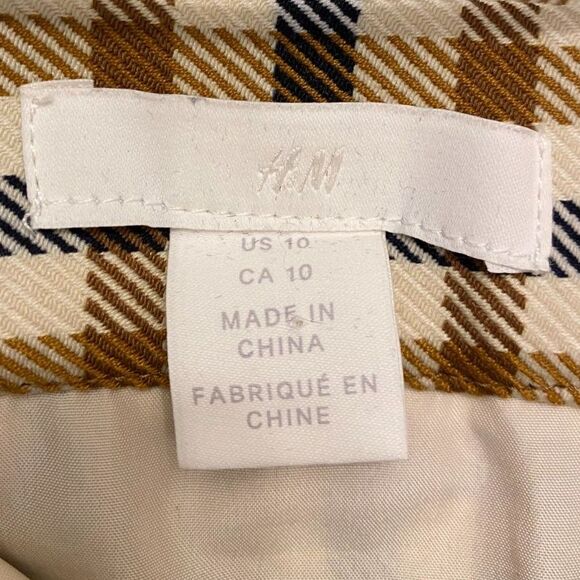 H&M
US 10
CA 10
MADE IN
CHINA
FABRIQUÉ EN
CHINE